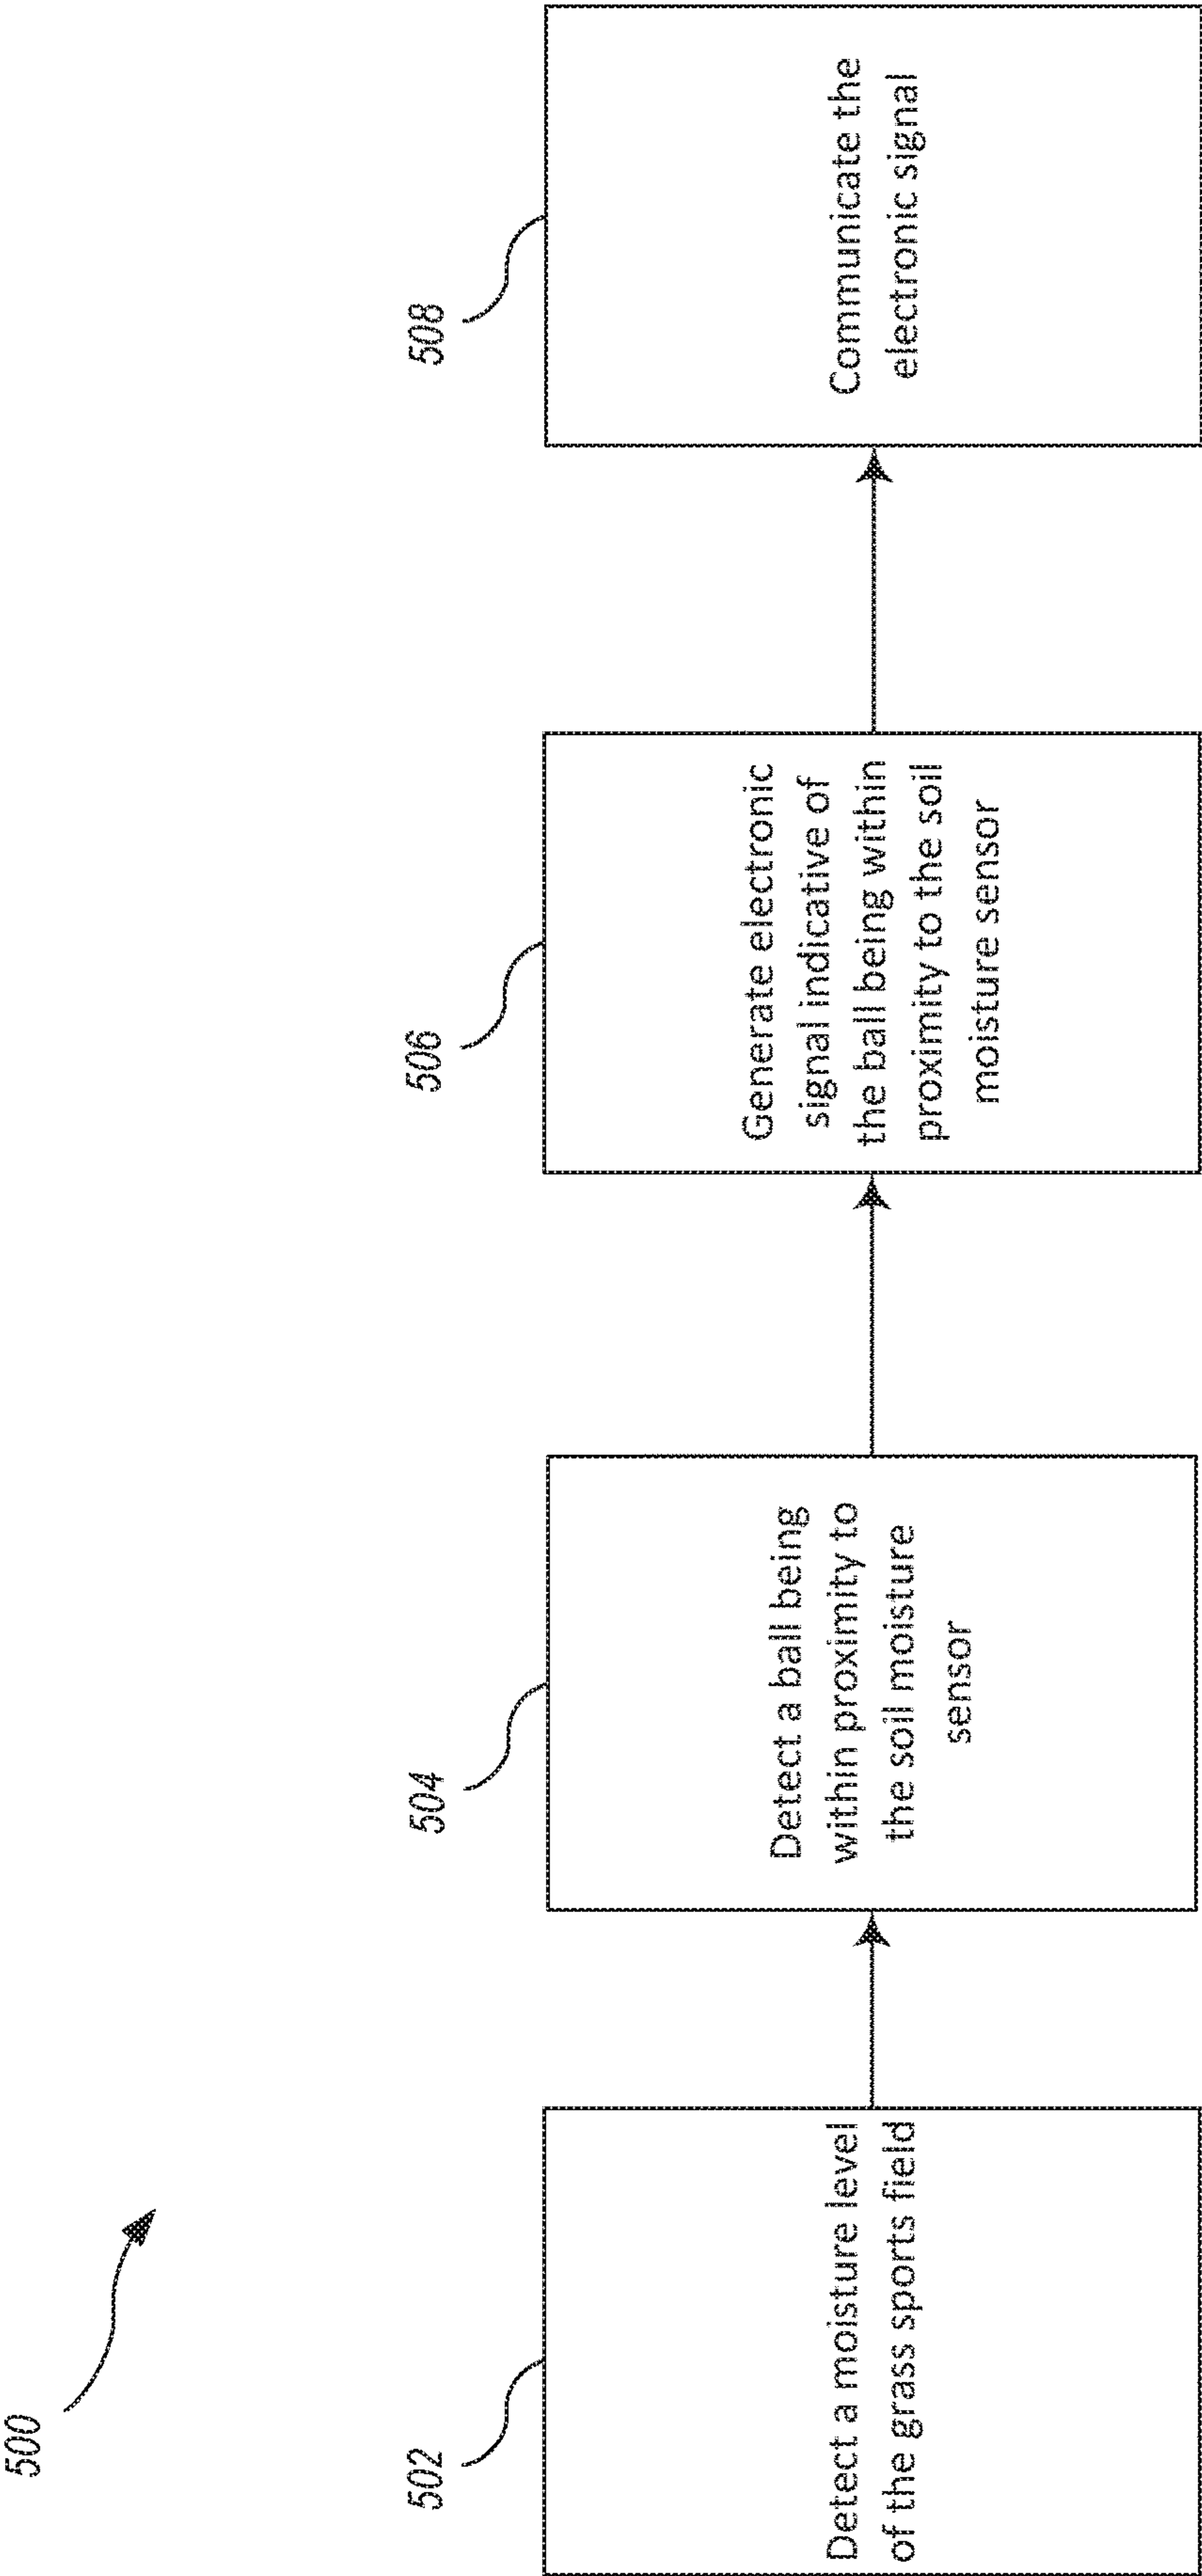 500
502
Detect a moisture level
of the grass sports field
504
Detect a ball being
within proximity to
the soil moisture
sensor
506
Generate electronic
signal indicative of
the ball being within
proximity to the soil
moisture sensor
508
Communicate the
electronic signal